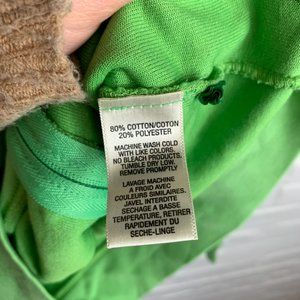 80% COTTON/COTON
20% POLYESTER
MACHINE WASH COLD
WITH LIKE COLORS.
NO BLEACH PRODUCTS.
TUMBLE DRY LOW.
REMOVE PROMPTLY
LAVAGE MACHINE
A FROID AVEC
COULEURS SIMILAIRES.
JAVEL INTERDITE
SECHAGE A BASSE
TEMPERATURE, RETIRER
RAPIDEMENT DU
SECHE-LINGE